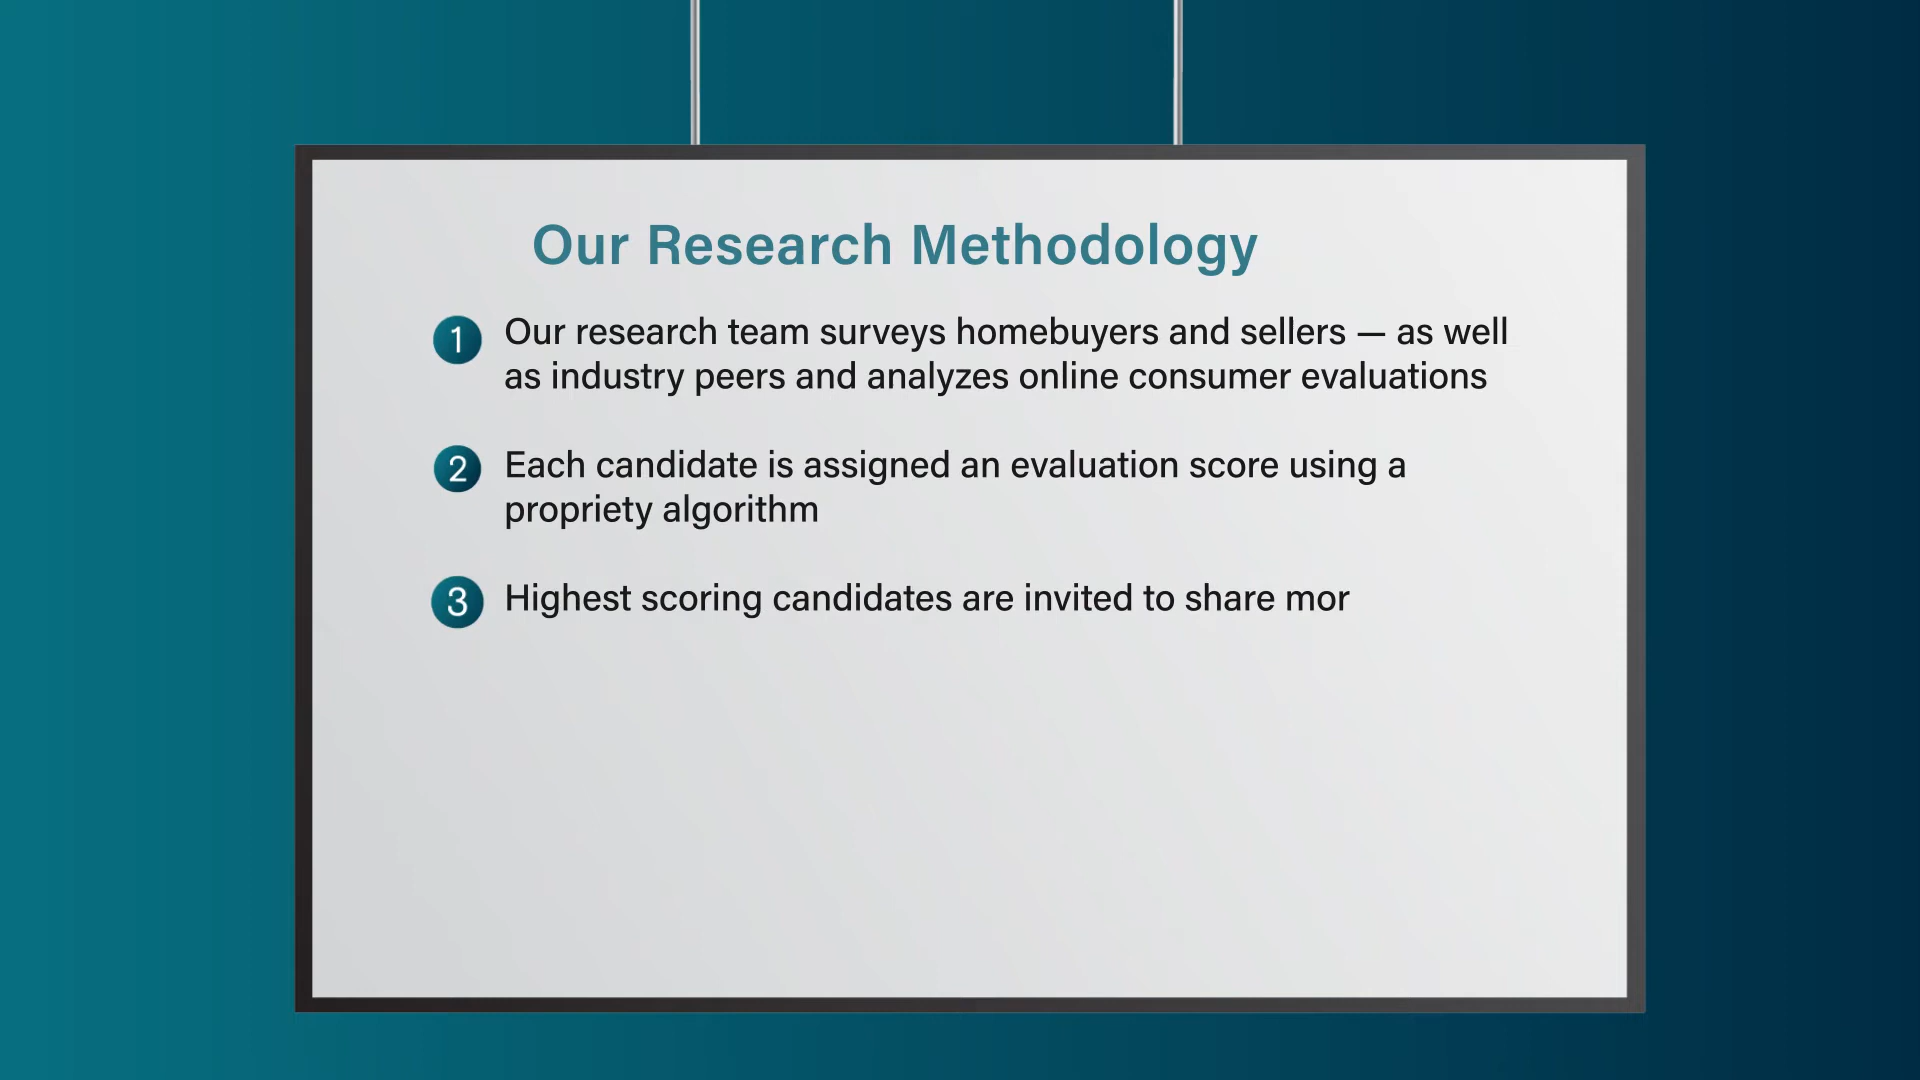 Our Research Methodology
1 Our research team surveys homebuyers and sellers — as well
as industry peers and analyzes online consumer evaluations
2 Each candidate is assigned an evaluation score using a
propriety algorithm
3 Highest scoring candidates are invited to share mor